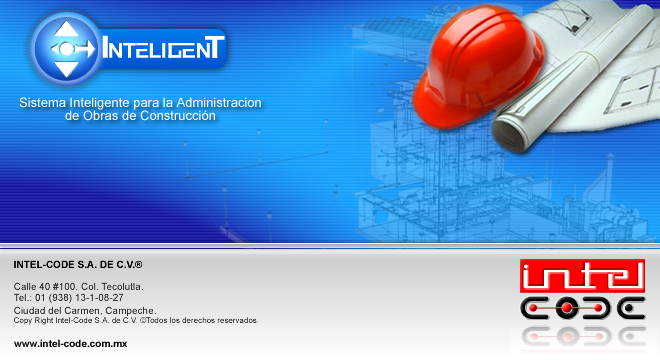 INTELIGENT
Sistema Inteligente para la Administracion
de Obras de Construcción
INTEL-CODE S.A. DE C.V.®
Calle 40 #100. Col. Tecolutla.
Tel.: 01 (938) 13-1-08-27
Ciudad del Carmen, Campeche.
Copy Right Intel-Code S.A. de C.V. ©Todos los derechos reservados.
www.intel-code.com.mx
intel
CODE